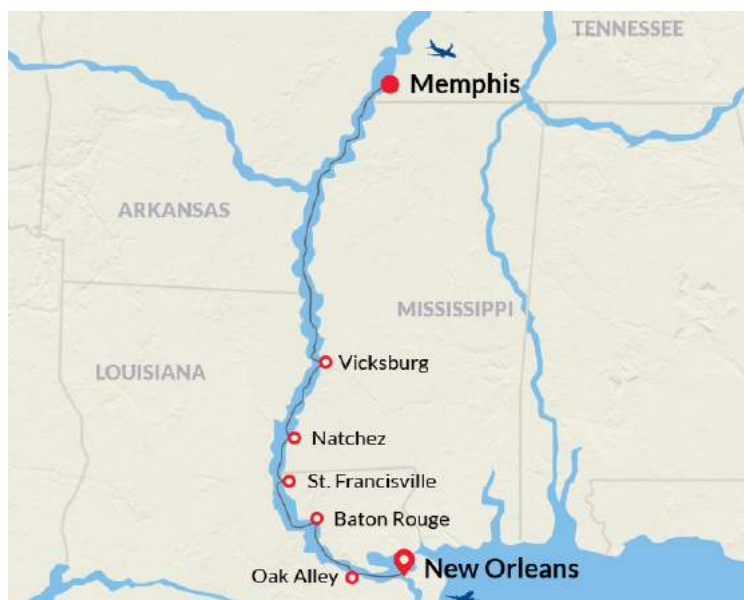 TENNESSEE
Memphis
ARKANSAS
MISSISSIPPI
Vicksburg
LOUISIANA
Natchez
St. Francisville
Baton Rouge
New Orleans
Oak Alley